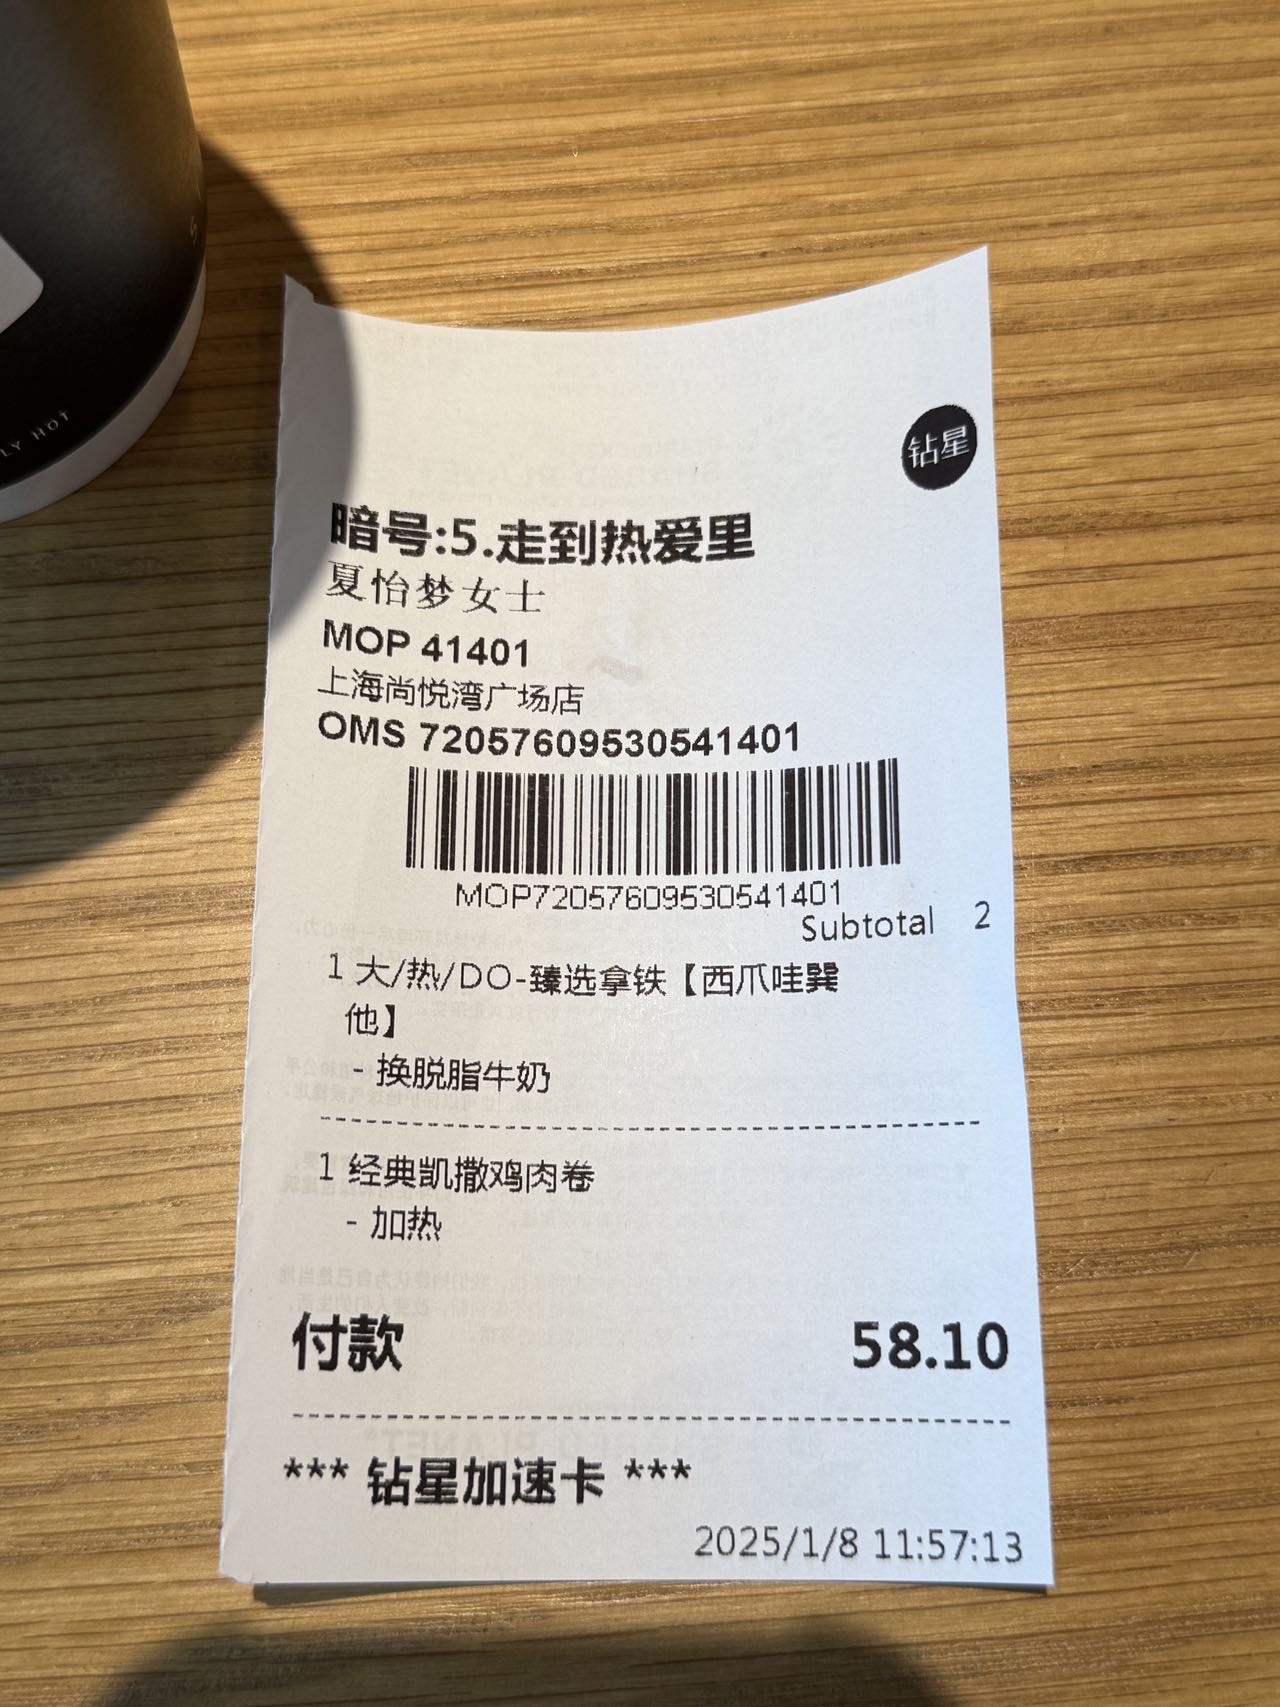 LY HOT
钻星
暗号:5.走到热爱里
夏怡梦女士
MOP 41401
上海尚悦湾广场店
OMS 72057609530541401
MOP72057609530541401
Subtotal 2
1 大/热/DO-臻选拿铁【西爪哇巽
他】
- 换脱脂牛奶
1 经典凯撒鸡肉卷
- 加热
付款 58.10
*** 钻星加速卡 ***
2025/1/8 11:57:13